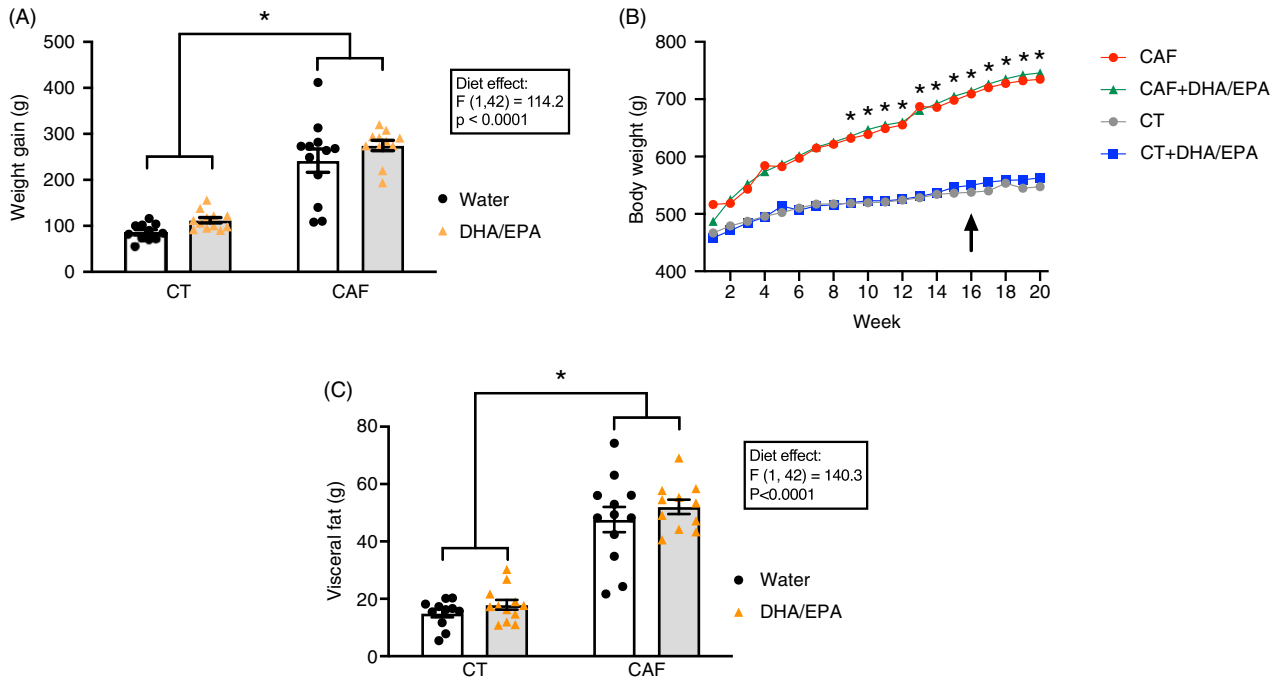 (A)
*
500
400
300
200
100
0
Weight gain (g)
CT
CAF
Diet effect:
F (1,42) = 114.2
p < 0.0001
Water
DHA/EPA
(B)
800
700
600
500
400
Body weight (g)
* * * * * * * * * * * *
2 4 6 8 10 12 14 16 18 20
Week
CAF
CAF+DHA/EPA
CT
CT+DHA/EPA
(C)
*
80
60
40
20
0
Visceral fat (g)
CT
CAF
Diet effect:
F (1, 42) = 140.3
P<0.0001
Water
DHA/EPA